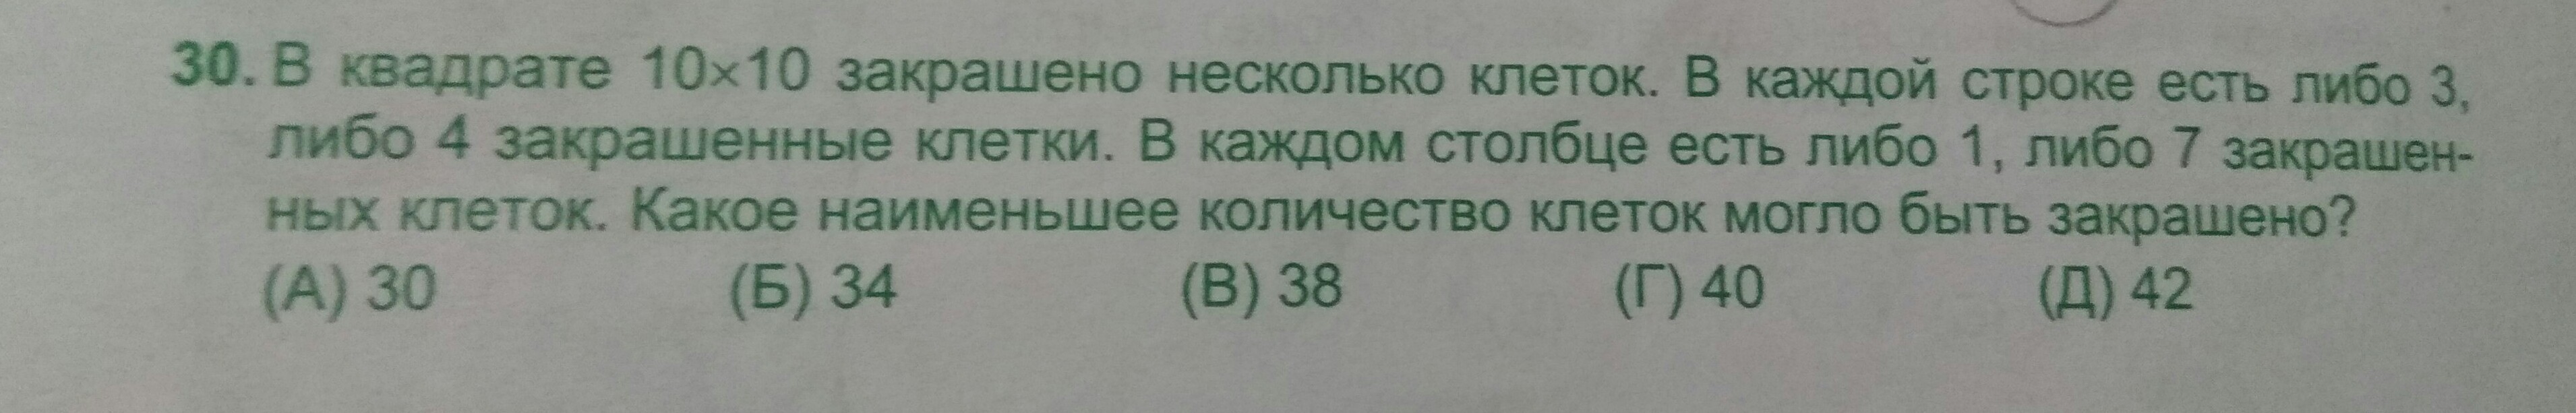 30. В квадрате 10×10 закрашено несколько клеток. В каждой строке есть либо 3,
либо 4 закрашенные клетки. В каждом столбце есть либо 1, либо 7 закрашен-
ных клеток. Какое наименьшее количество клеток могло быть закрашено?
(А) 30 (Б) 34 (В) 38 (Г) 40 (Д) 42